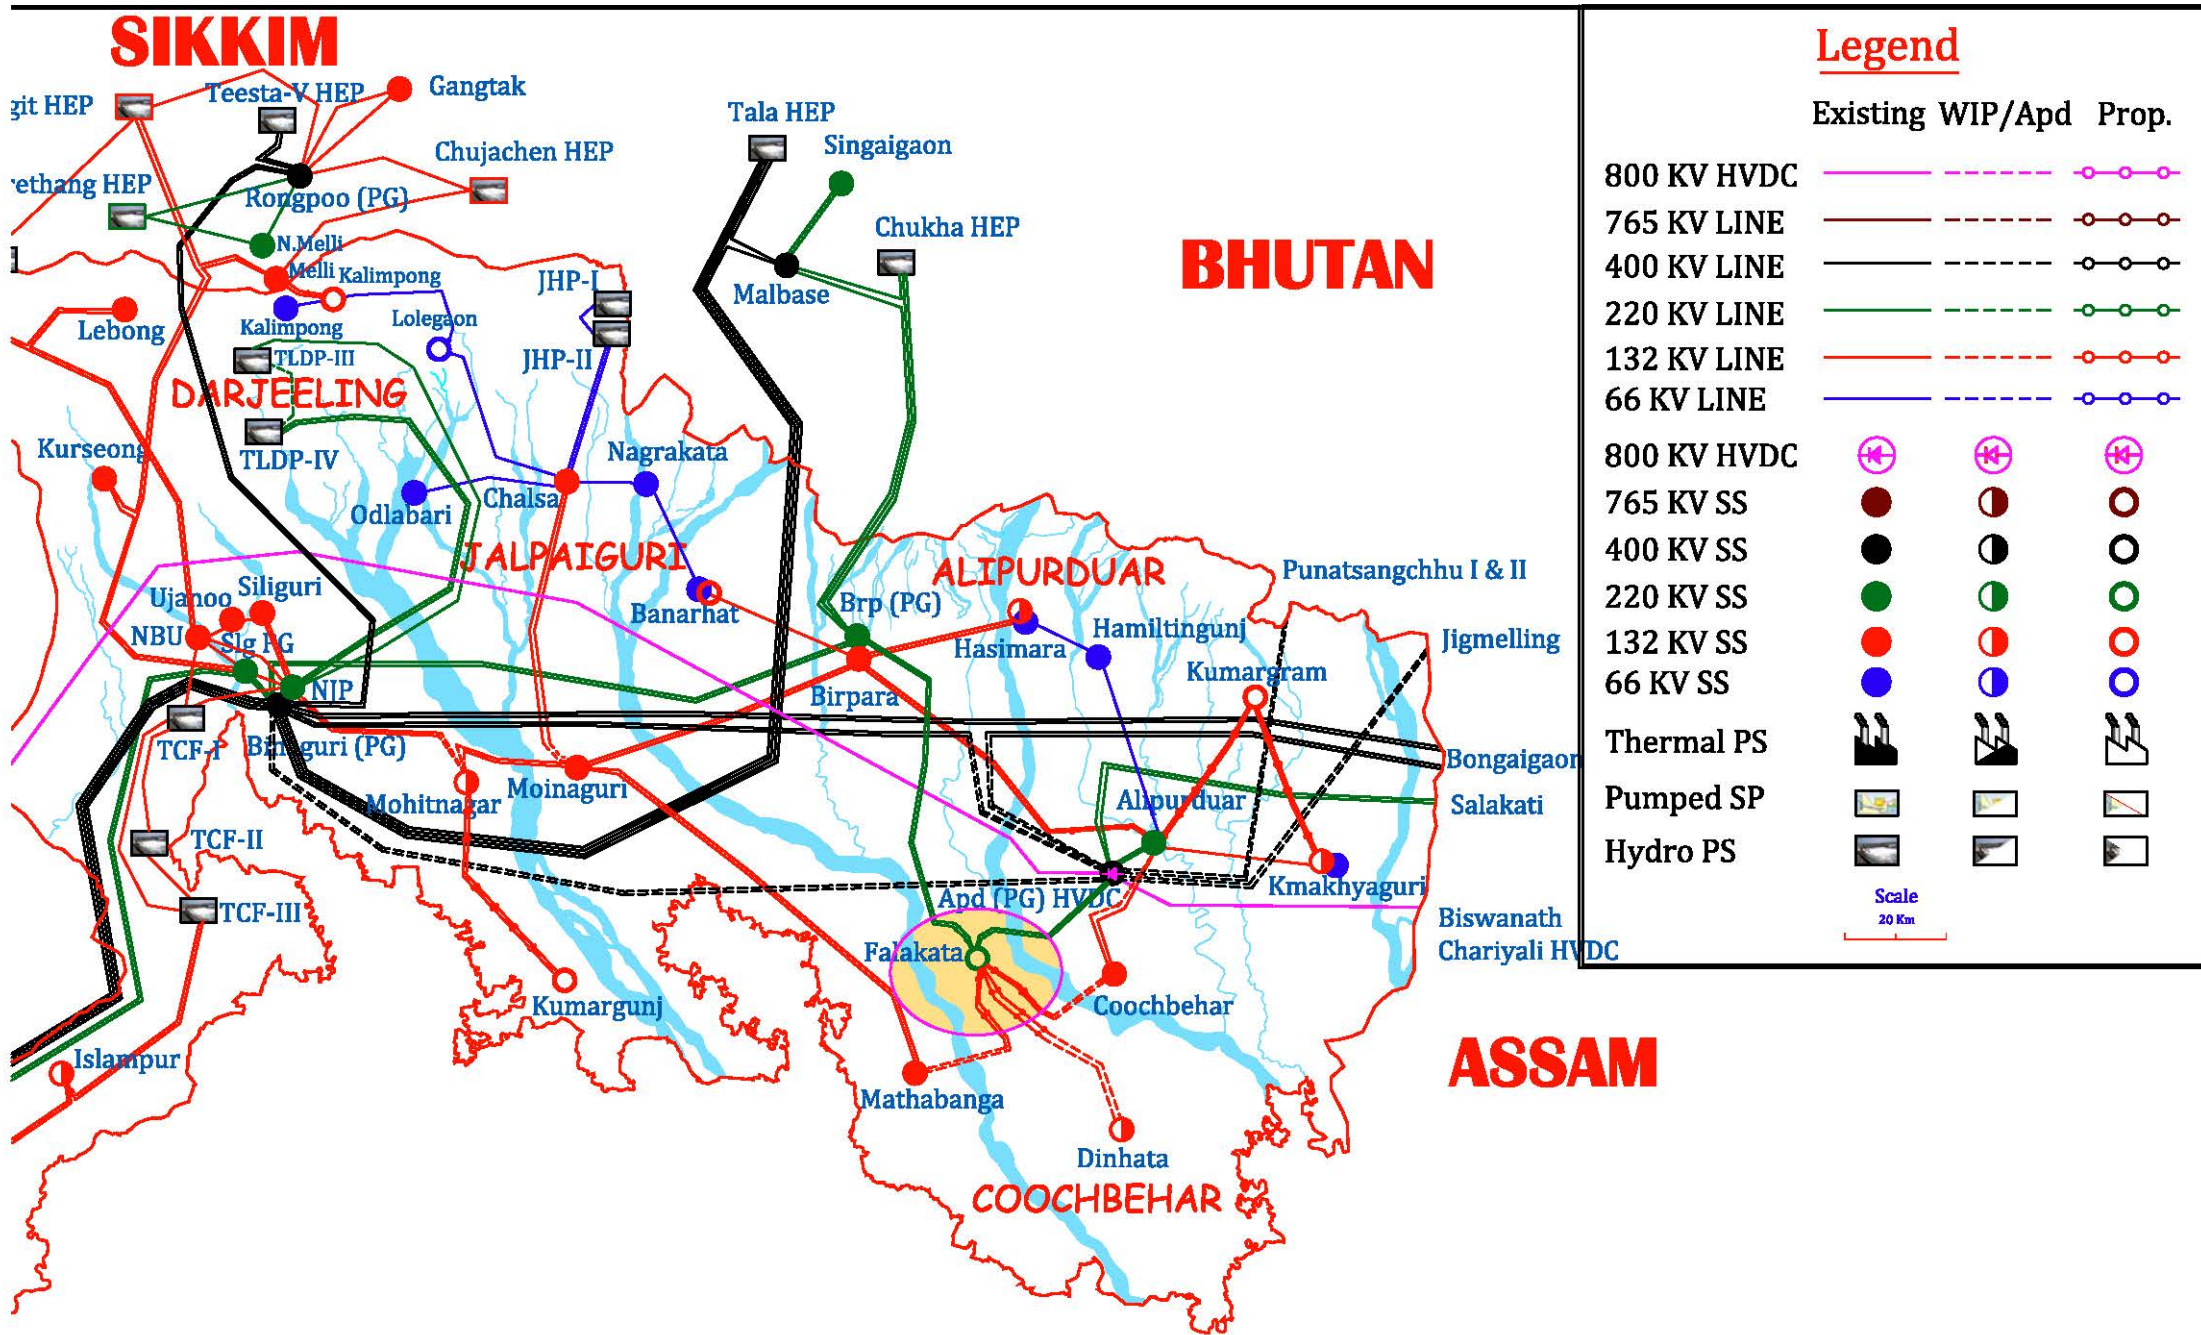 SIKKIM
git HEP
Teesta-V HEP
Gangtak
Chujachen HEP
rethang HEP
Rongpoo (PG)
N.Melli
Melli
Kalimpong
Kalimpong
Lebong
Lolegaon
TLDP-III
DARJEELING
TLDP-IV
Kurseong
JHP-I
JHP-II
Tala HEP
Singaigaon
Chukha HEP
Malbase
BHUTAN
Nagrakata
Chalsa
Odlabari
JALPAIGURI
Banarhat
Ujanoo
Siliguri
NBU
Slg PG
NJP
Binaguri (PG)
TCF-I
TCF-II
TCF-III
Islampur
Mohitnagar
Moinaguri
Kumargunj
ALIPURDUAR
Brp (PG)
Birpara
Hasimara
Hamiltingunj
Kumargram
Punatsangchhu I & II
Jigmelling
Bongaigaon
Salakati
Alipurduar
Kmakhyaguri
Apd (PG) HVDC
Biswanath
Chariyali HVDC
Falakata
Coochbehar
Mathabanga
Dinhata
COOCHBEHAR
ASSAM
Legend
Existing WIP/Apd Prop.
800 KV HVDC
765 KV LINE
400 KV LINE
220 KV LINE
132 KV LINE
66 KV LINE
800 KV HVDC
765 KV SS
400 KV SS
220 KV SS
132 KV SS
66 KV SS
Thermal PS
Pumped SP
Hydro PS
Scale
20 Km